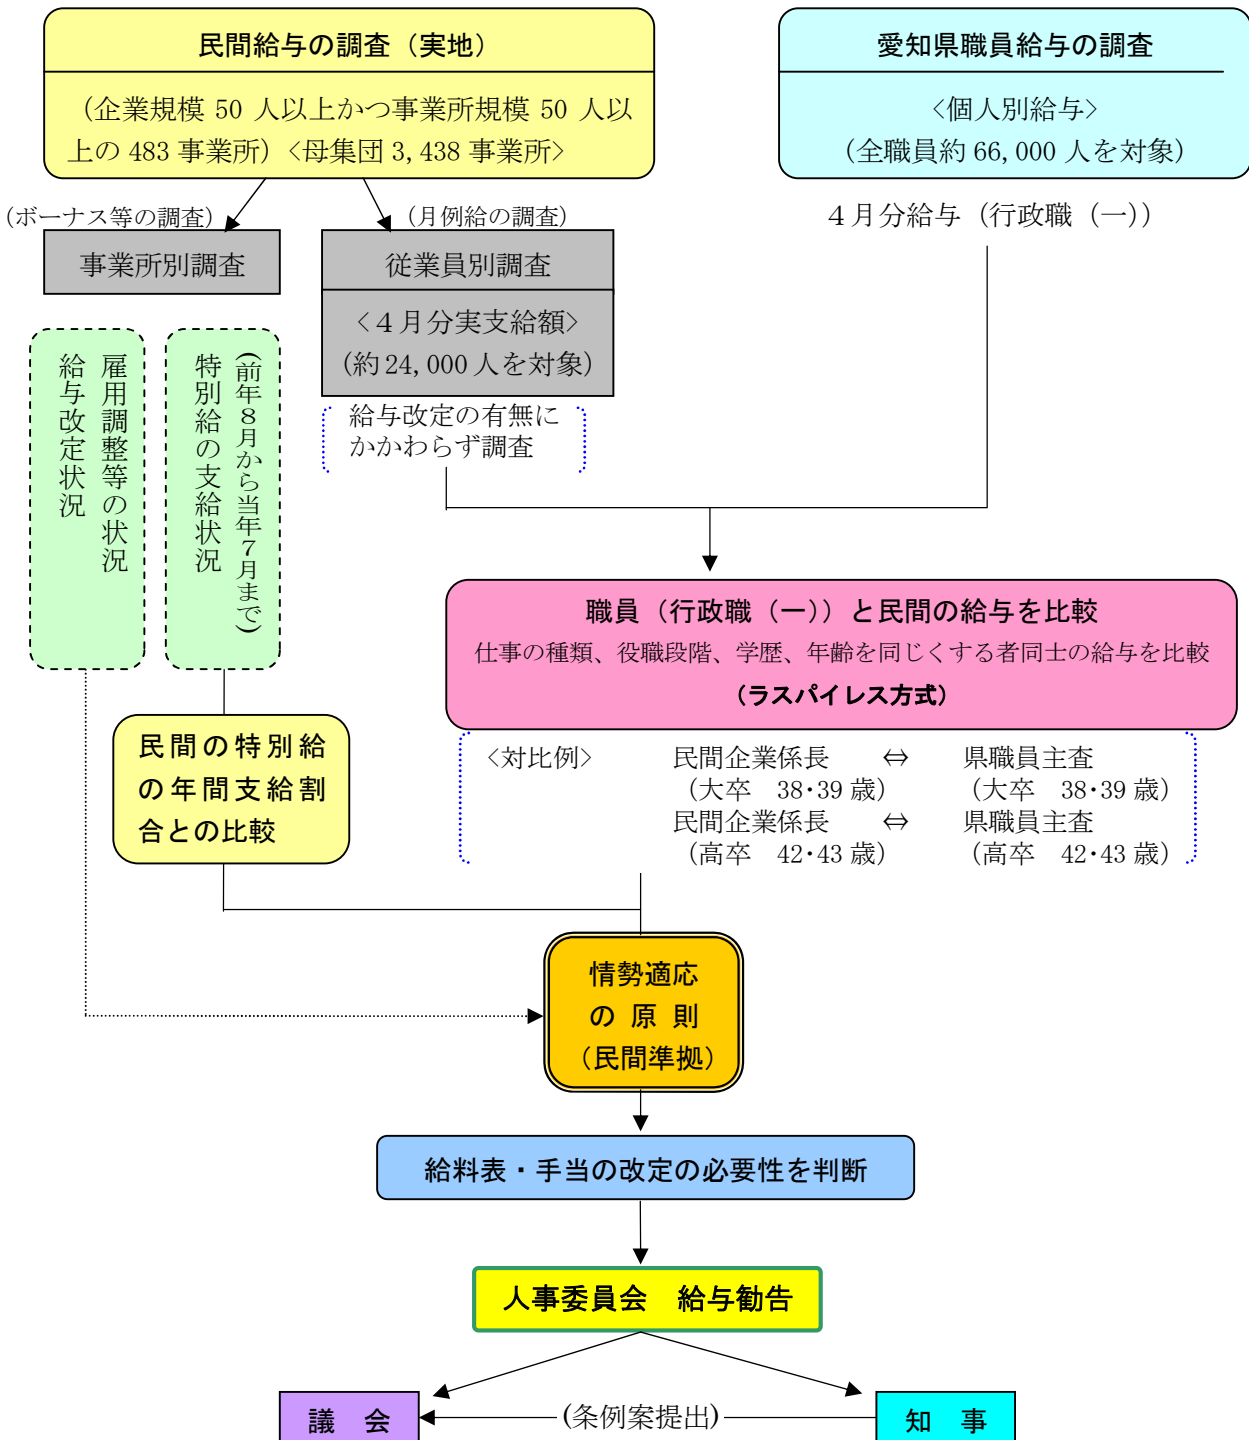 民間給与の調査（実地）
（企業規模 50 人以上かつ事業所規模 50 人以
上の 483 事業所）＜母集団 3,438 事業所＞
愛知県職員給与の調査
＜個人別給与＞
（全職員約 66,000 人を対象）
（ボーナス等の調査）
（月例給の調査）
４月分給与（行政職（一））
事業所別調査
従業員別調査
＜４月分実支給額＞
（約 24,000 人を対象）
給与改定の有無に
かかわらず調査
雇用調整等の状況
給与改定状況
（前年８月から当年７月まで）
特別給の支給状況
職員（行政職（一））と民間の給与を比較
仕事の種類、役職段階、学歴、年齢を同じくする者同士の給与を比較
（ラスパイレス方式）
民間の特別給
の年間支給割
合との比較
＜対比例＞　民間企業係長　⇔　県職員主査
（大卒　38・39 歳）　（大卒　38・39 歳）
民間企業係長　⇔　県職員主査
（高卒　42・43 歳）　（高卒　42・43 歳）
情勢適応
の 原 則
（民間準拠）
給料表・手当の改定の必要性を判断
人事委員会　給与勧告
議　会
（条例案提出）
知　事